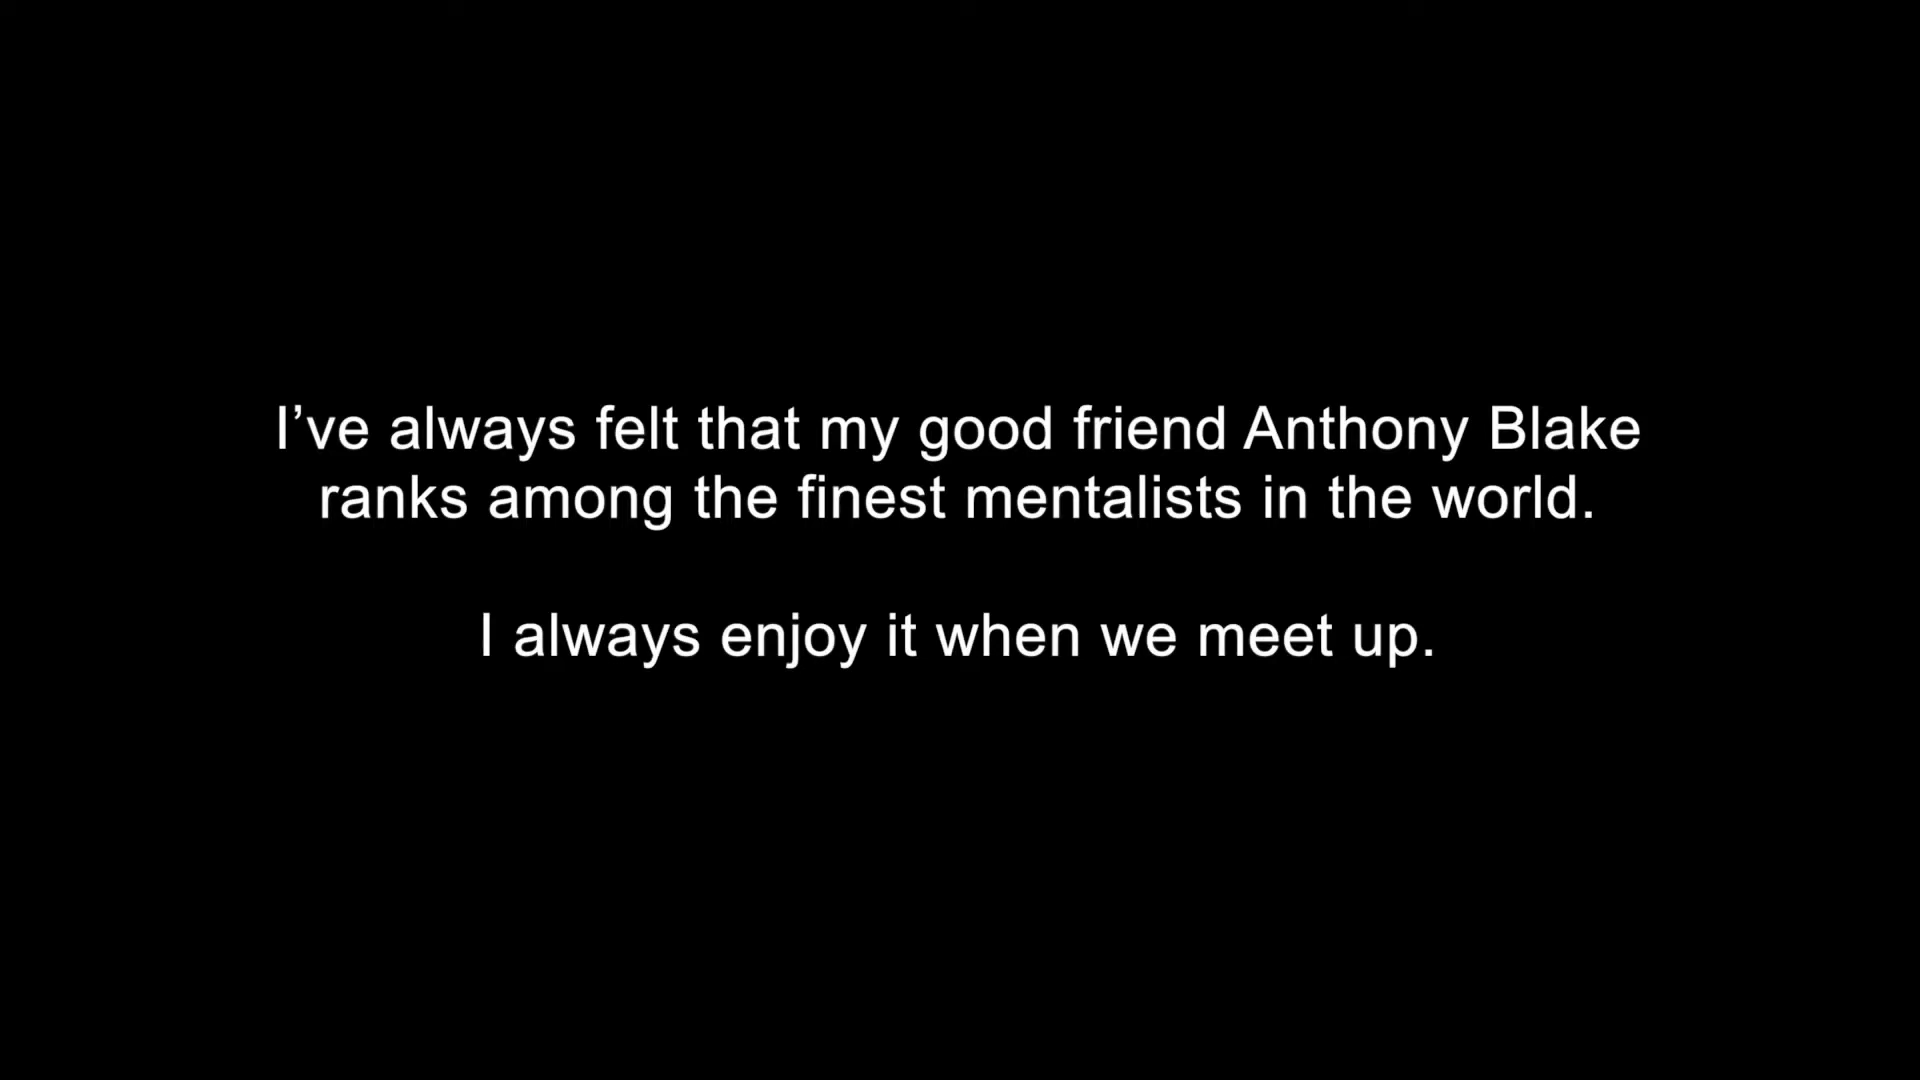 I’ve always felt that my good friend Anthony Blake
ranks among the finest mentalists in the world.
I always enjoy it when we meet up.